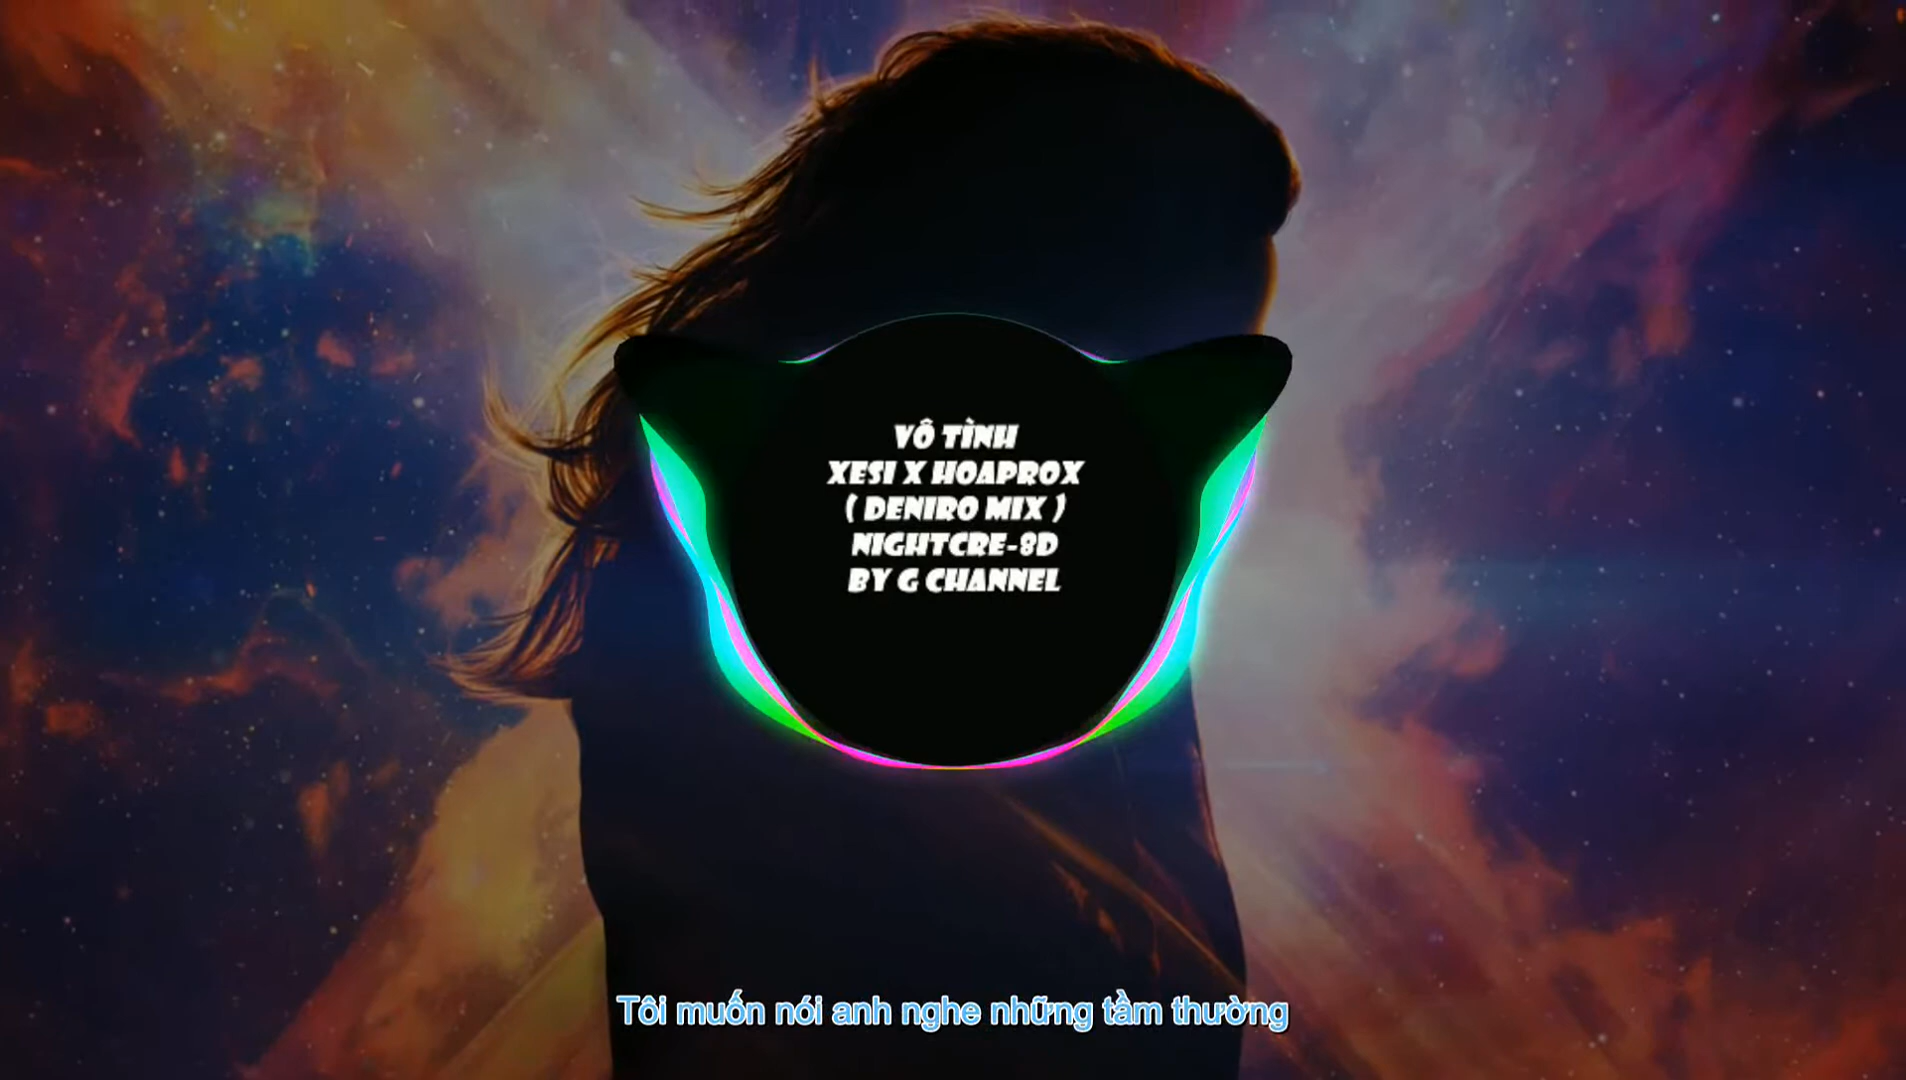 VÔ TÌNH
XESI X HOAPROX
( DENIRO MIX )
NIGHTCRE-8D
BY G CHANNEL
Tôi muốn nói anh nghe những tầm thường